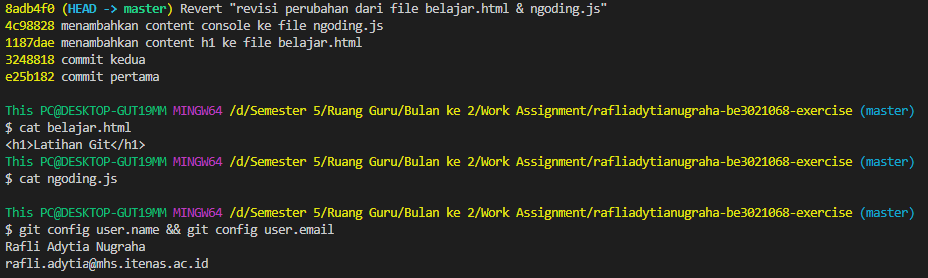 8adb4f0 (HEAD -> master) Revert "revisi perubahan dari file belajar.html & ngoding.js"
4c98828 menambahkan content console ke file ngoding.js
1187dae menambahkan content h1 ke file belajar.html
3248818 commit kedua
e25b182 commit pertama
This PC@DESKTOP-GUT19MM MINGW64 /d/Semester 5/Ruang Guru/Bulan ke 2/Work Assignment/rafliadytianugraha-be3021068-exercise (master)
$ cat belajar.html
<h1>Latihan Git</h1>
This PC@DESKTOP-GUT19MM MINGW64 /d/Semester 5/Ruang Guru/Bulan ke 2/Work Assignment/rafliadytianugraha-be3021068-exercise (master)
$ cat ngoding.js
This PC@DESKTOP-GUT19MM MINGW64 /d/Semester 5/Ruang Guru/Bulan ke 2/Work Assignment/rafliadytianugraha-be3021068-exercise (master)
$ git config user.name && git config user.email
Rafli Adytia Nugraha
rafli.adytia@mhs.itenas.ac.id